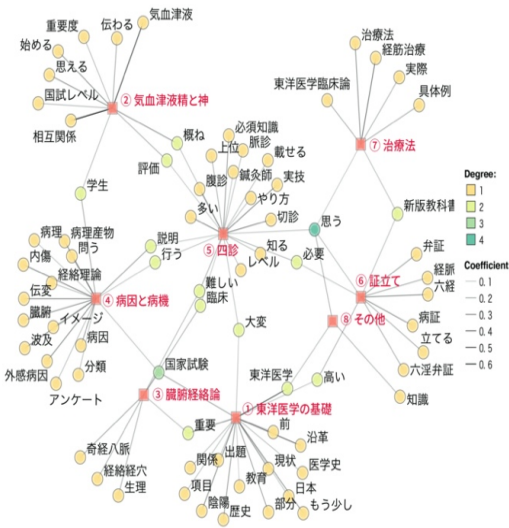 気血津液
重要度
伝わる
始める
思える
国試レベル
② 気血津液精と神
相互関係
概ね
評価
学生
治療法
経筋治療
実際
東洋医学臨床論
具体例
⑦ 治療法
必須知識
上位
脈診
載せる
腹診
鍼灸師
実技
やり方
多い
切診
思う
新版教科書
⑤ 四診
説明
行う
知る
レベル
必要
病理
病理産物
問う
内傷
経絡理論
伝変
④ 病因と病機
臓腑
イメージ
波及
病因
外感病因
分類
アンケート
難しい
臨床
大変
弁証
経脈
六経
⑥ 証立て
⑧ その他
病証
立てる
六淫弁証
知識
国家試験
③ 臓腑経絡論
東洋医学
高い
① 東洋医学の基礎
重要
前
沿革
奇経八脈
経絡経穴
生理
関係
出題
現状
医学史
項目
教育
日本
陰陽
歴史
部分
もう少し
Degree:
1
2
3
4
Coefficient
0.1
0.2
0.3
0.4
0.5
0.6